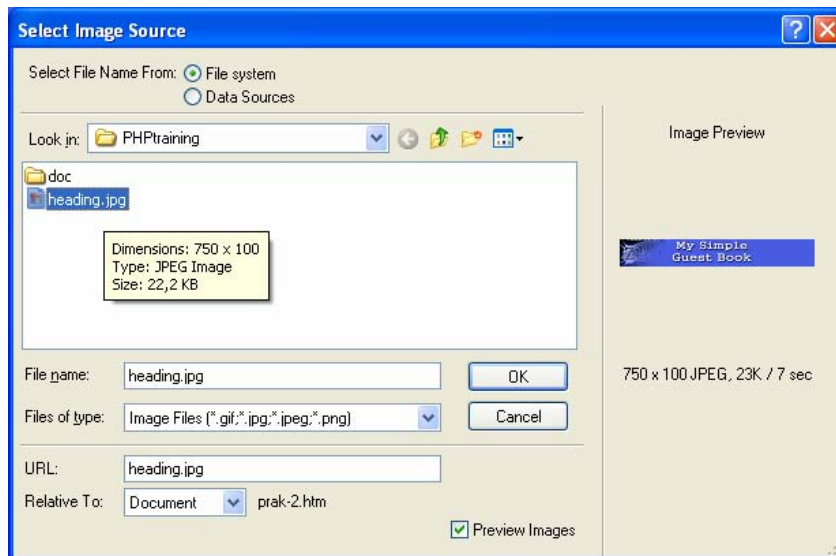 Select Image Source
Select File Name From: File system
Data Sources
Look in: PHPtraining
Image Preview
doc
heading.jpg
Dimensions: 750 x 100
Type: JPEG Image
Size: 22,2 KB
My Simple
Guest Book
File name: heading.jpg OK
750 x 100 JPEG, 23K / 7 sec
Files of type: Image Files (*.gif;*.jpg;*.jpeg;*.png) Cancel
URL: heading.jpg
Relative To: Document prak-2.htm
Preview Images